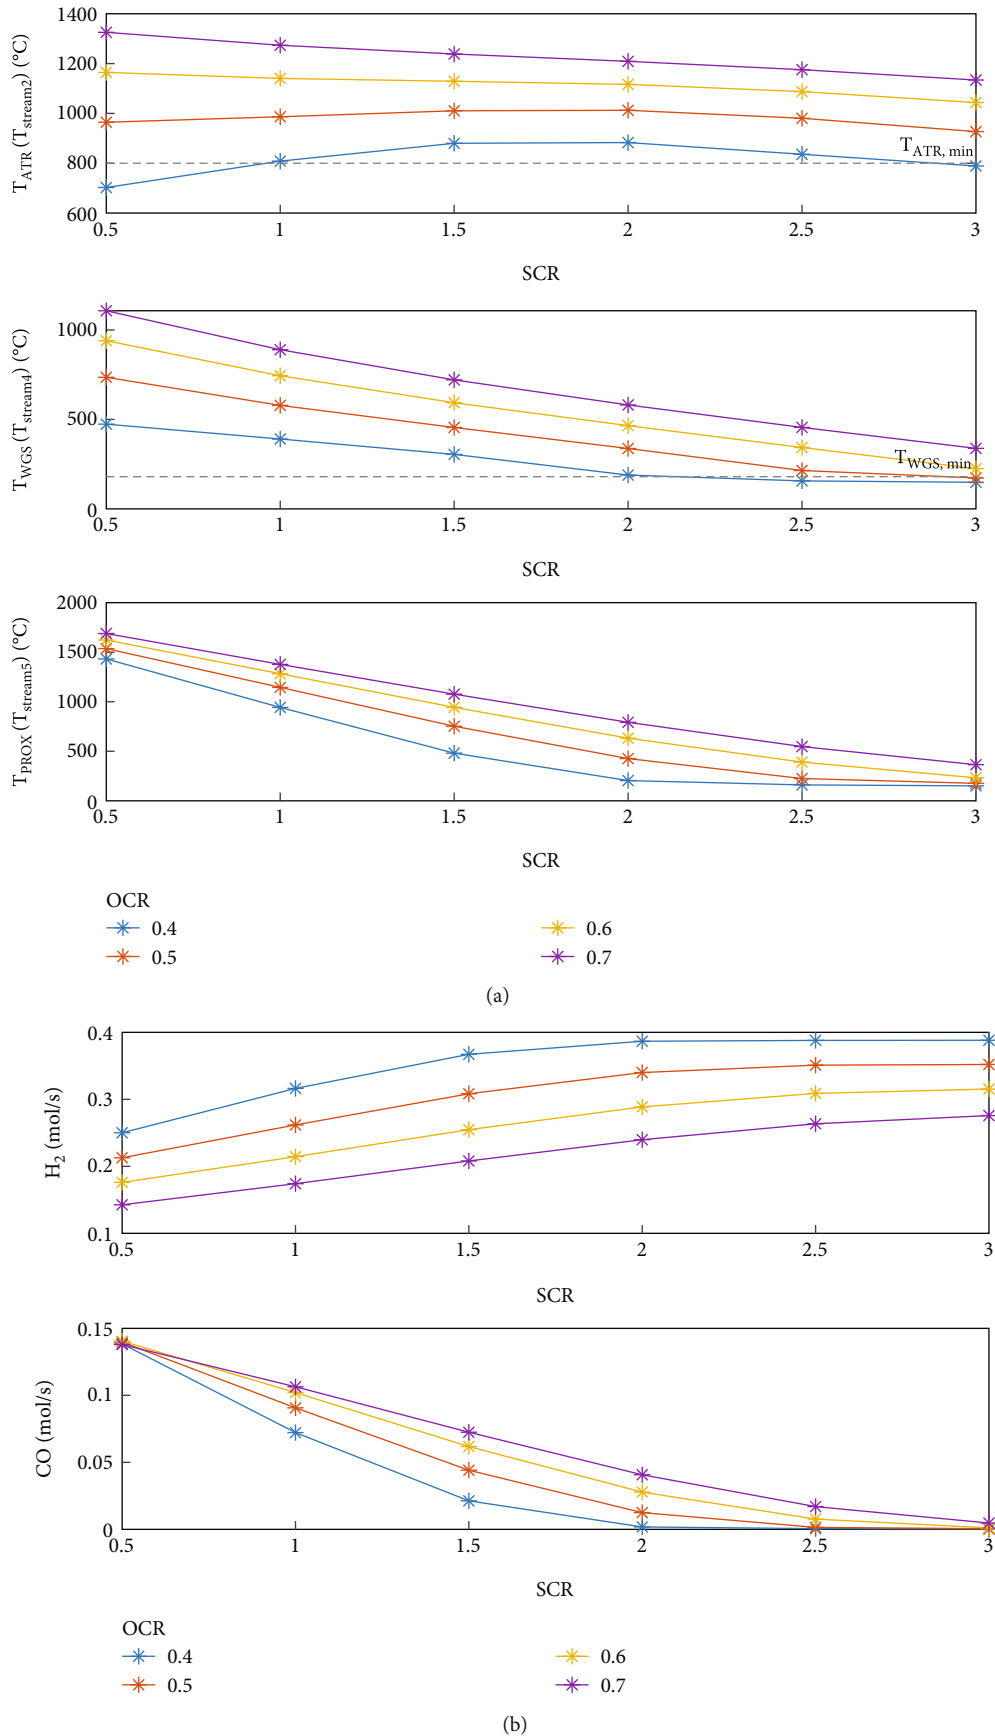 1400
1200
1000
800
600
T_ATR (T_stream2) (°C)
T_ATR, min
0.5 1 1.5 2 2.5 3
SCR
1000
500
0
T_WGS (T_stream4) (°C)
T_WGS, min
0.5 1 1.5 2 2.5 3
SCR
2000
1500
1000
500
0
T_PROX (T_stream5) (°C)
0.5 1 1.5 2 2.5 3
SCR
OCR
0.4 0.6
0.5 0.7
(a)
0.4
0.3
0.2
0.1
H_2 (mol/s)
0.5 1 1.5 2 2.5 3
SCR
0.15
0.1
0.05
0
CO (mol/s)
0.5 1 1.5 2 2.5 3
SCR
OCR
0.4 0.6
0.5 0.7
(b)